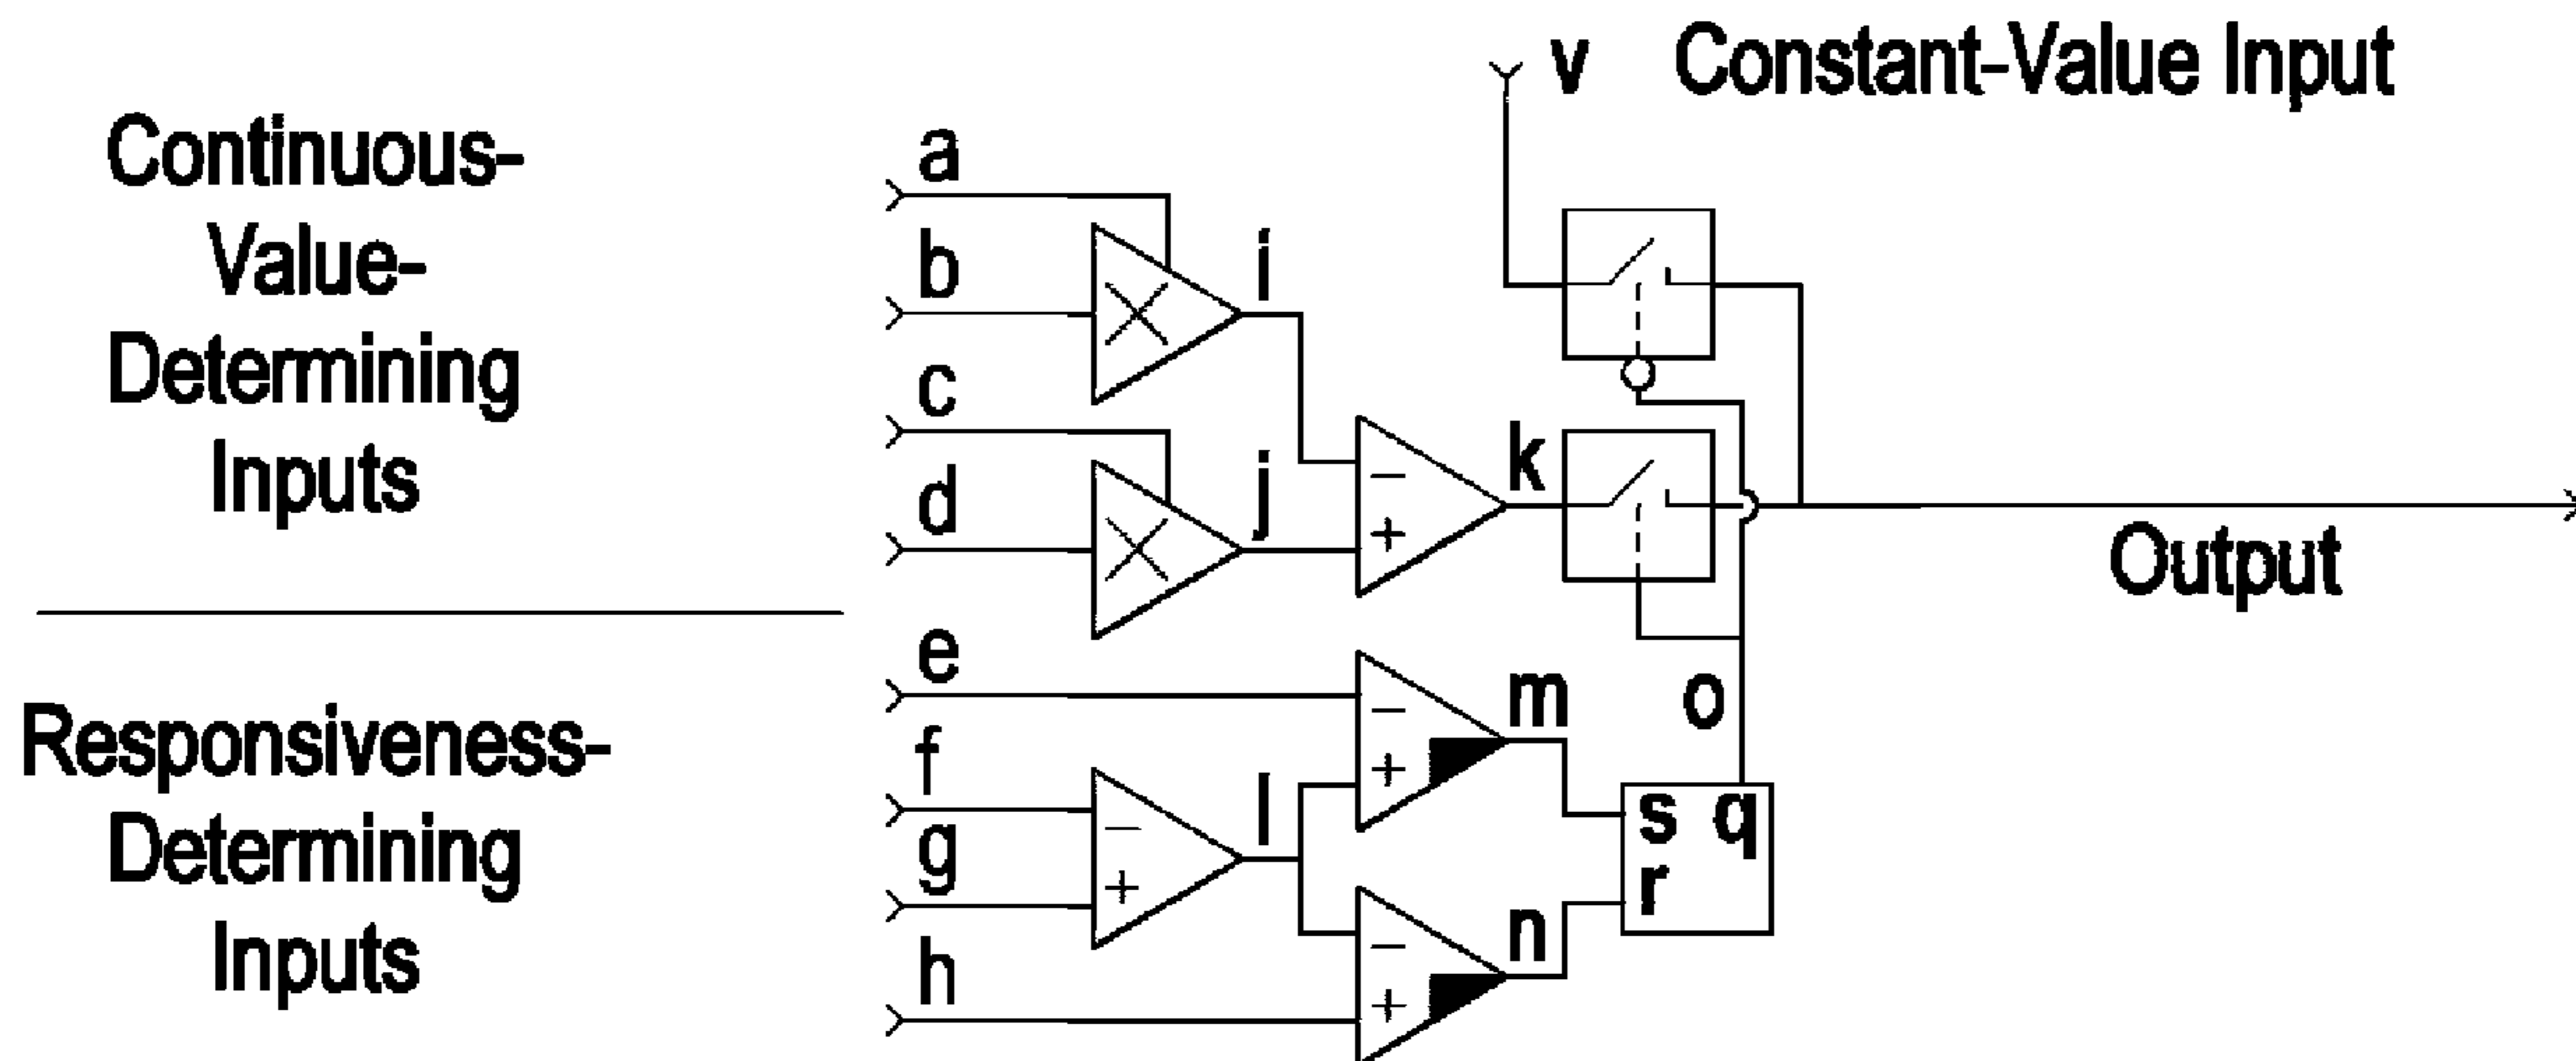 v Constant-Value Input
Continuous-
Value-
Determining
Inputs
a
b
c
d
i
j
k
Output
Responsiveness-
Determining
Inputs
e
f
g
h
l
m
n
o
s q
r